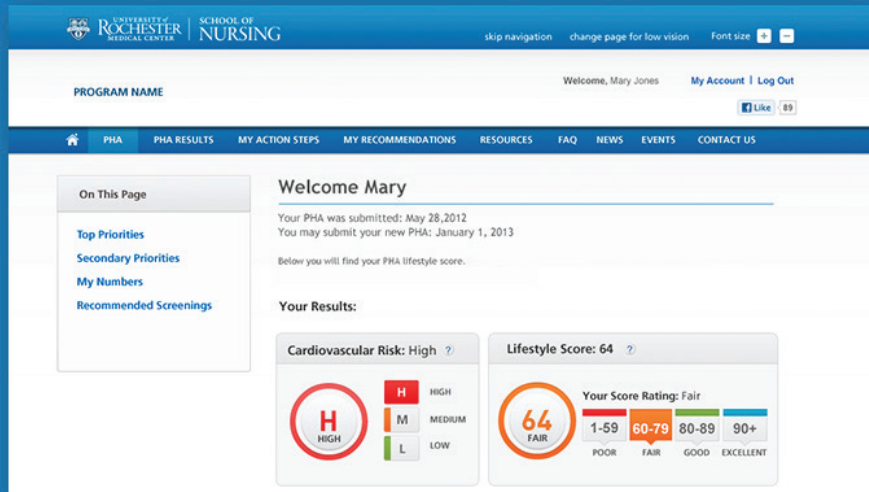 UNIVERSITY of
ROCHESTER
MEDICAL CENTER
SCHOOL OF
NURSING
skip navigation change page for low vision Font size + −
PROGRAM NAME
Welcome, Mary Jones My Account | Log Out
Like 89
PHA PHA RESULTS MY ACTION STEPS MY RECOMMENDATIONS RESOURCES FAQ NEWS EVENTS CONTACT US
On This Page
Top Priorities
Secondary Priorities
My Numbers
Recommended Screenings
Welcome Mary
Your PHA was submitted: May 28,2012
You may submit your new PHA: January 1, 2013
Below you will find your PHA lifestyle score.
Your Results:
Cardiovascular Risk: High ?
H
HIGH
H HIGH
M MEDIUM
L LOW
Lifestyle Score: 64 ?
64
FAIR
Your Score Rating: Fair
1-59 60-79 80-89 90+
POOR FAIR GOOD EXCELLENT